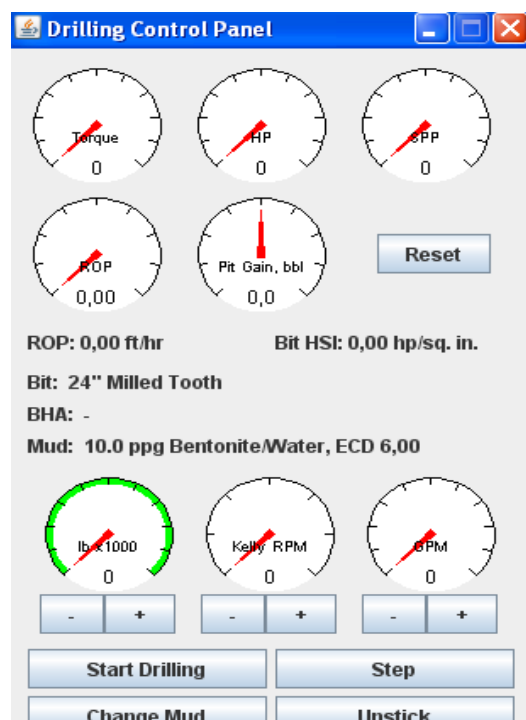 Drilling Control Panel
Torque
0
HP
0
SPP
0
ROP
0,00
Pit Gain, bbl
0,0
Reset
ROP: 0,00 ft/hr
Bit HSI: 0,00 hp/sq. in.
Bit: 24" Milled Tooth
BHA: -
Mud: 10.0 ppg Bentonite/Water, ECD 6,00
lb x1000
0
Kelly RPM
0
GPM
0
- +
- +
- +
Start Drilling
Step
Change Mud
Unstick